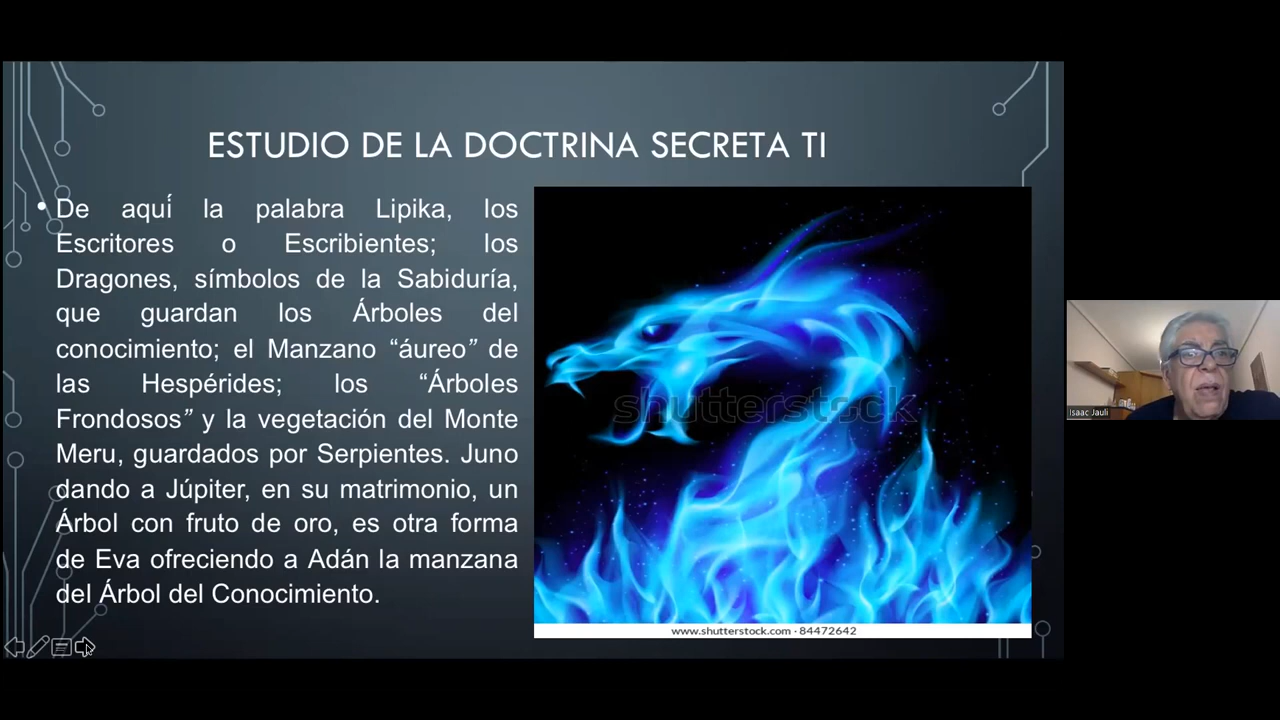 ESTUDIO DE LA DOCTRINA SECRETA TI
• De aquí la palabra Lipika, los
Escritores o Escribientes; los
Dragones, símbolos de la Sabiduría,
que guardan los Árboles del
conocimiento; el Manzano “áureo” de
las Hespérides; los “Árboles
Frondosos” y la vegetación del Monte
Meru, guardados por Serpientes. Juno
dando a Júpiter, en su matrimonio, un
Árbol con fruto de oro, es otra forma
de Eva ofreciendo a Adán la manzana
del Árbol del Conocimiento.
shutterstock
www.shutterstock.com · 84472642
Isaac Jauli